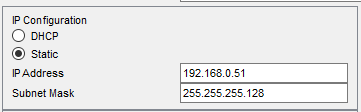 IP Configuration
DHCP
Static
IP Address 192.168.0.51
Subnet Mask 255.255.255.128